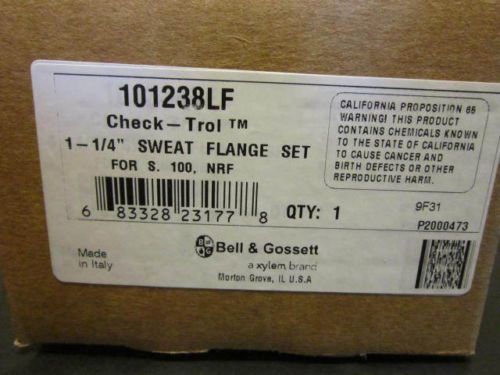 101238LF
Check-Trol™
1-1/4" SWEAT FLANGE SET
FOR S. 100, NRF
6 83328 23177 8
QTY: 1
CALIFORNIA PROPOSITION 65
WARNING! THIS PRODUCT
CONTAINS CHEMICALS KNOWN
TO THE STATE OF CALIFORNIA
TO CAUSE CANCER AND
BIRTH DEFECTS OR OTHER
REPRODUCTIVE HARM.
9F31
P2000473
Made
in Italy
B&G
Bell & Gossett
a xylem brand
Morton Grove, IL U.S.A